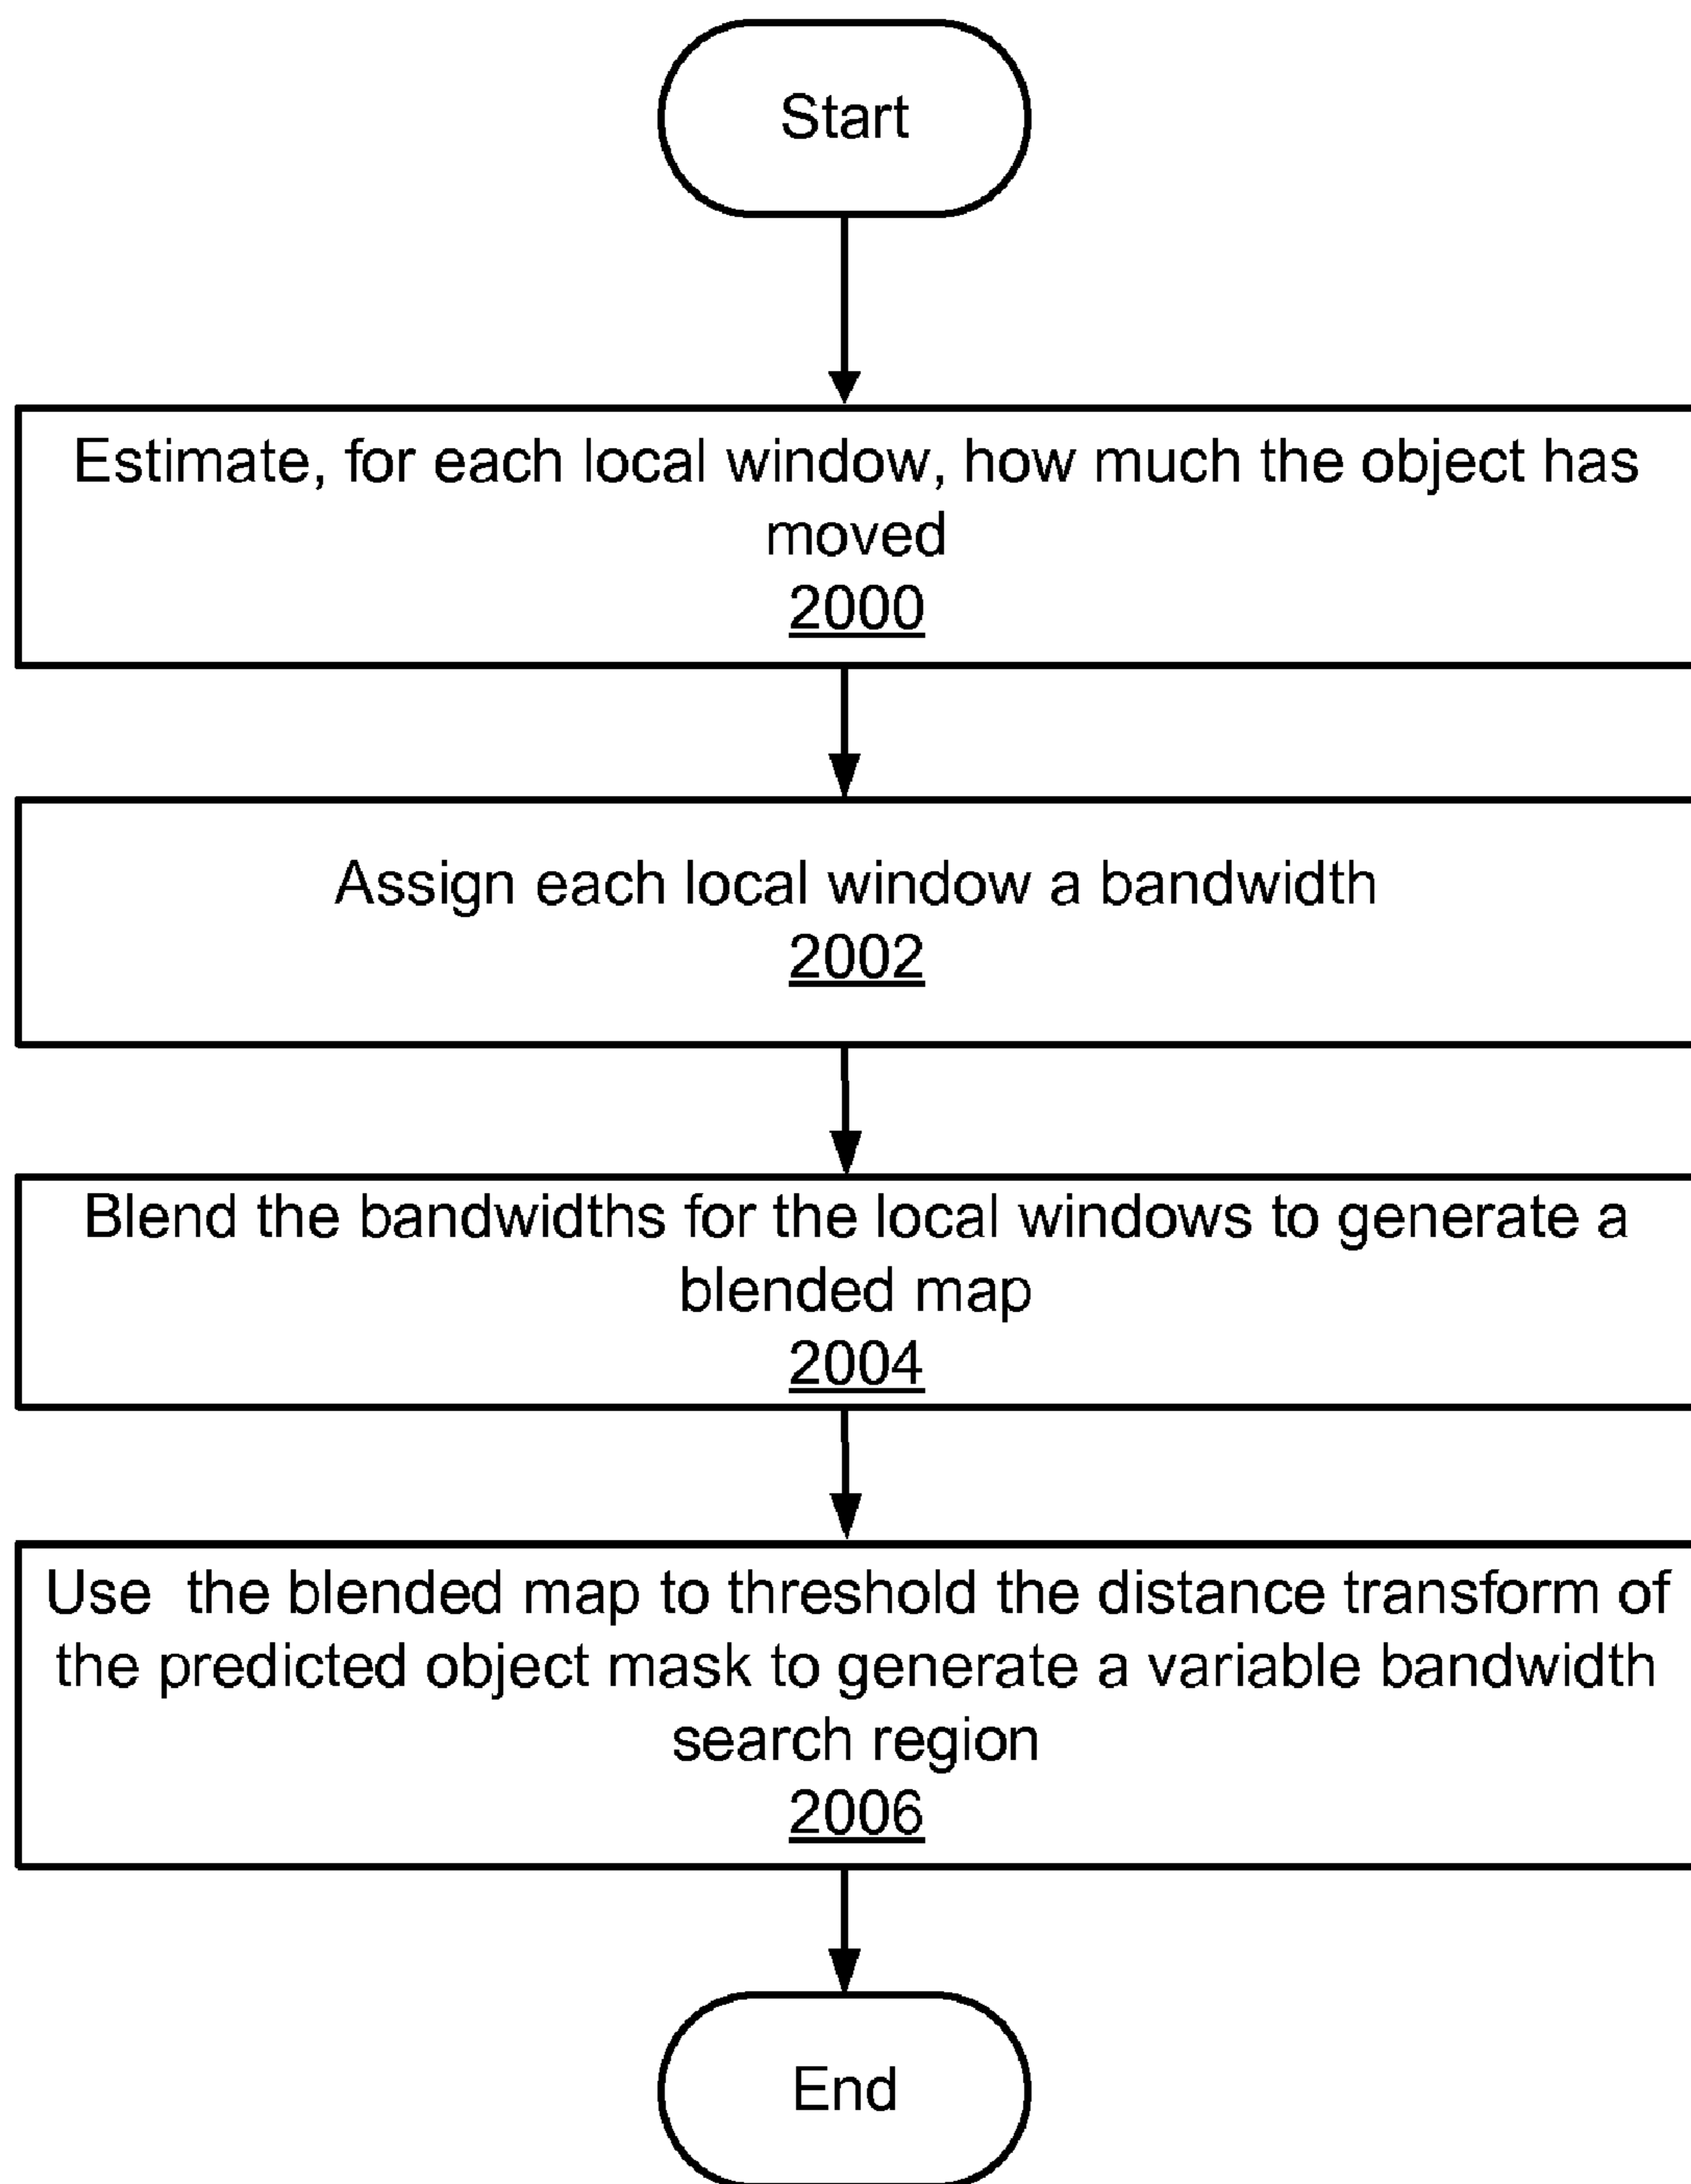 Start
Estimate, for each local window, how much the object has
moved
2000
Assign each local window a bandwidth
2002
Blend the bandwidths for the local windows to generate a
blended map
2004
Use  the blended map to threshold the distance transform of
the predicted object mask to generate a variable bandwidth
search region
2006
End